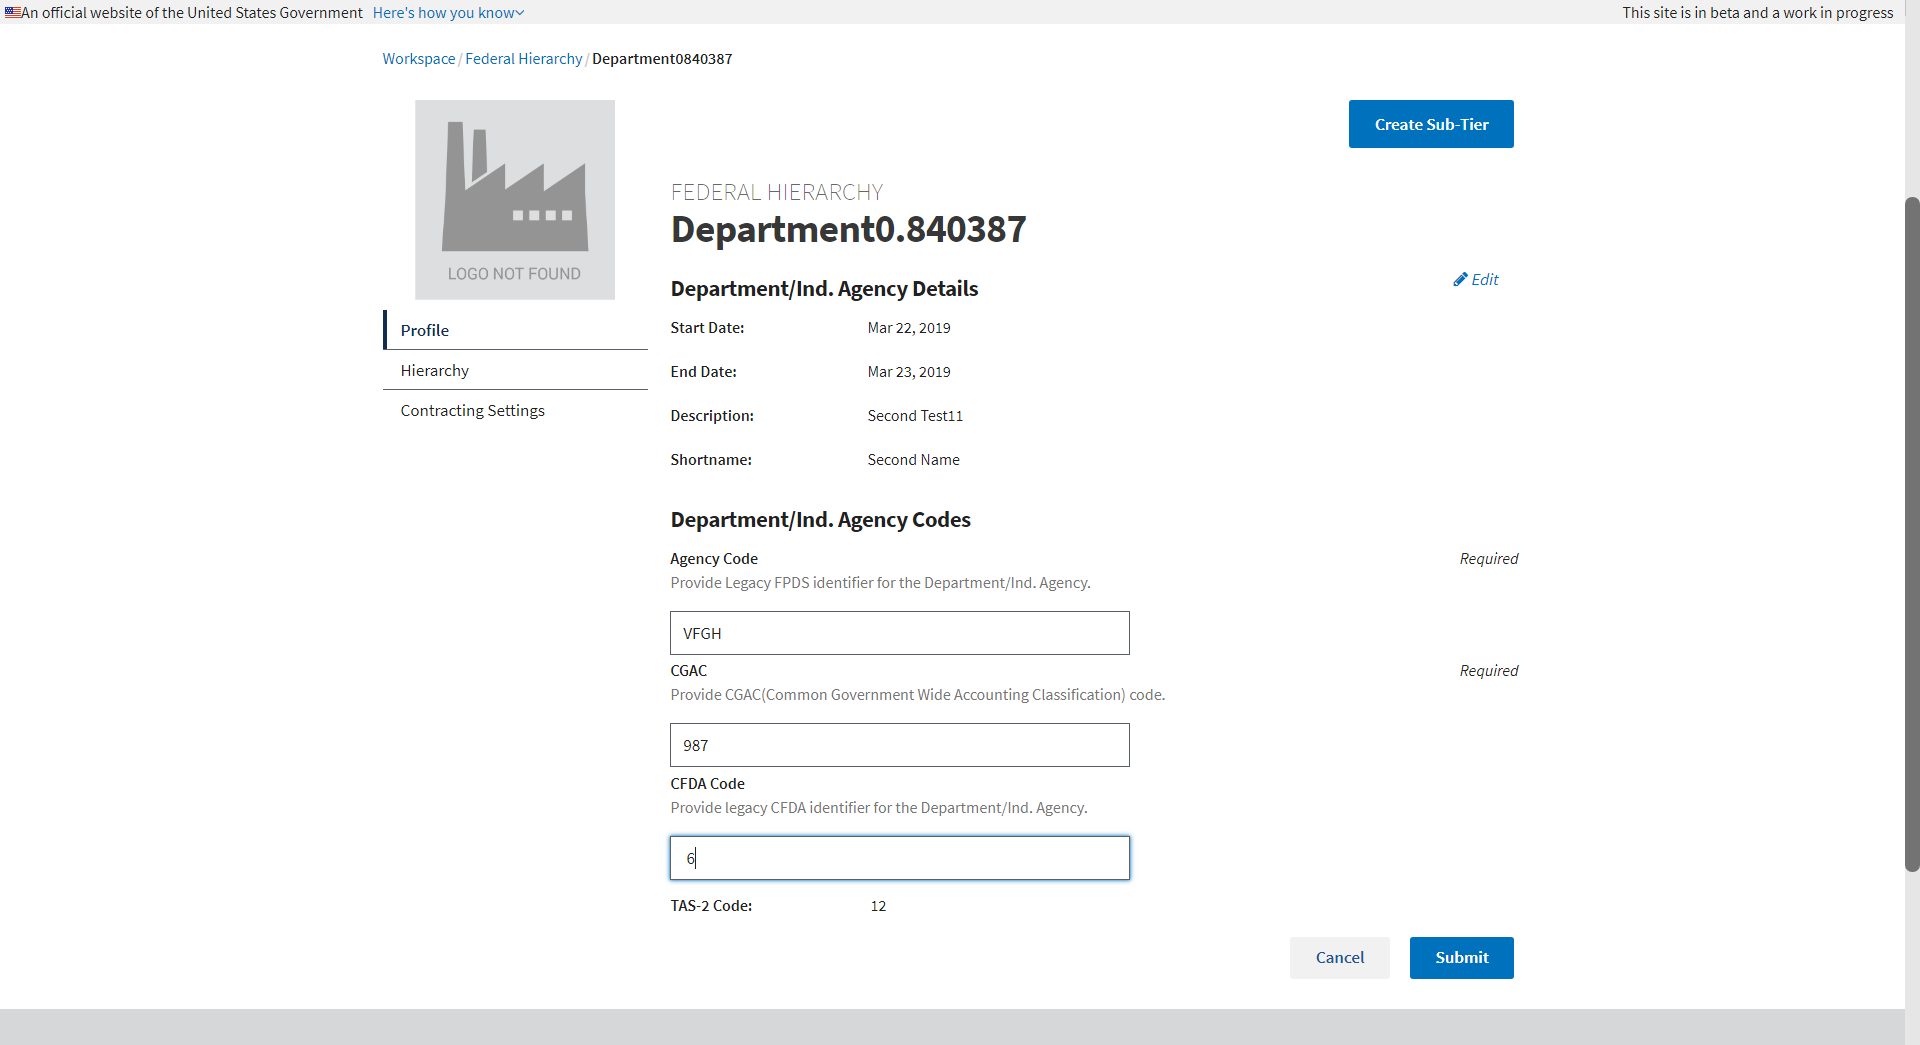 An official website of the United States Government Here's how you know
This site is in beta and a work in progress
Workspace / Federal Hierarchy / Department0840387
LOGO NOT FOUND
Create Sub-Tier
FEDERAL HIERARCHY
Department0.840387
Profile
Hierarchy
Contracting Settings
Department/Ind. Agency Details
Edit
Start Date: Mar 22, 2019
End Date: Mar 23, 2019
Description: Second Test11
Shortname: Second Name
Department/Ind. Agency Codes
Agency Code Required
Provide Legacy FPDS identifier for the Department/Ind. Agency.
VFGH
CGAC Required
Provide CGAC(Common Government Wide Accounting Classification) code.
987
CFDA Code
Provide legacy CFDA identifier for the Department/Ind. Agency.
6
TAS-2 Code: 12
Cancel Submit